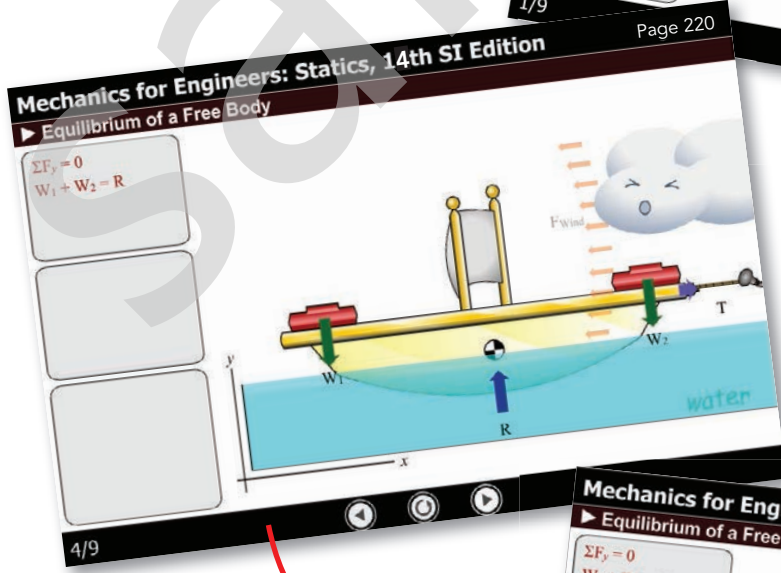 1/9
Mechanics for Engineers: Statics, 14th SI Edition
Page 220
▶ Equilibrium of a Free Body
ΣFy = 0
W1 + W2 = R
FWind
T
W1
W2
R
y
x
water
4/9
Mechanics for Eng
▶ Equilibrium of a Free
ΣFy = 0